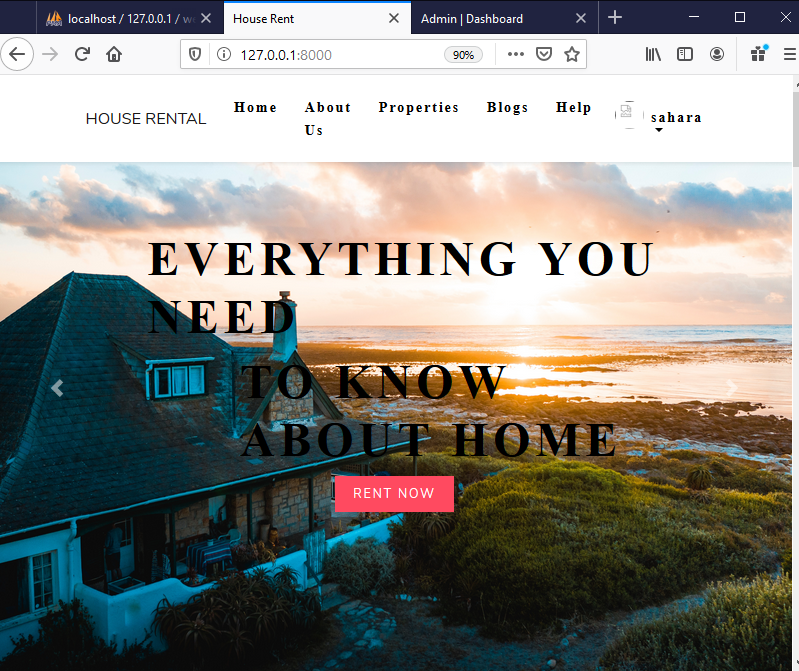 localhost / 127.0.0.1 / we
House Rent
Admin | Dashboard
127.0.0.1:8000
90%
HOUSE RENTAL
Home
About Us
Properties
Blogs
Help
sahara
EVERYTHING YOU
NEED
TO KNOW
ABOUT HOME
RENT NOW